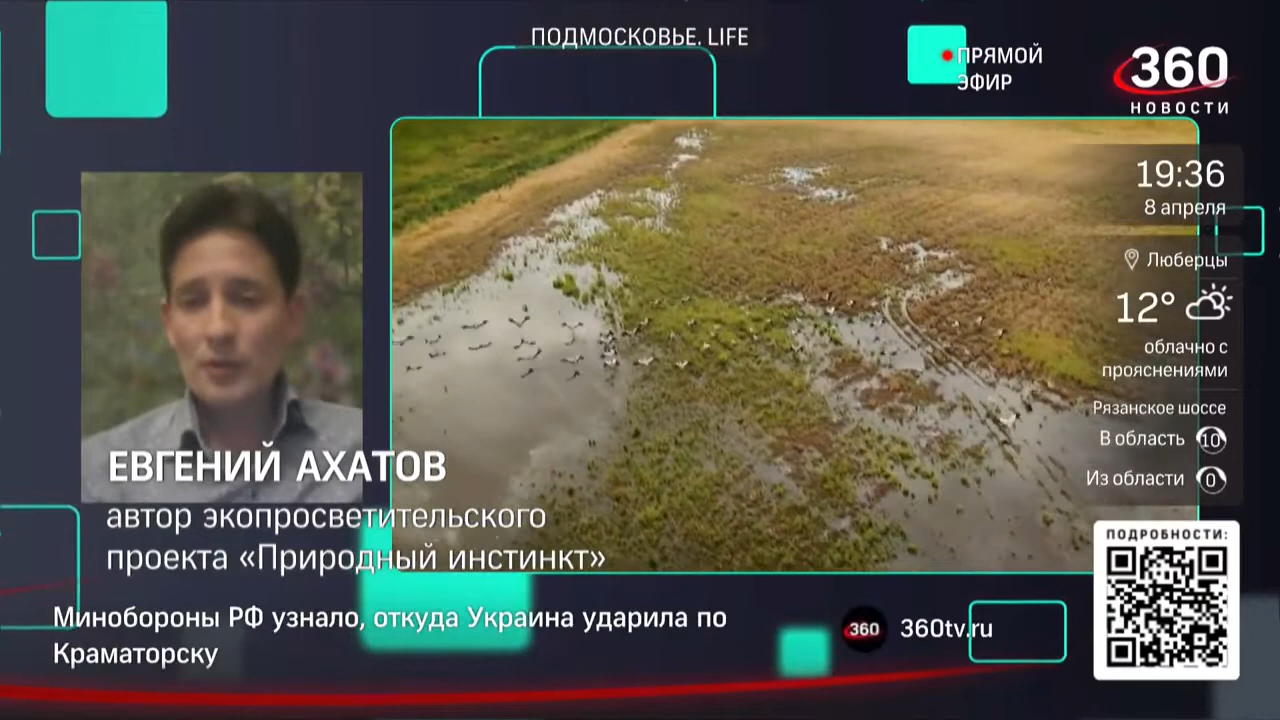 ПОДМОСКОВЬЕ. LIFE
ПРЯМОЙ
ЭФИР
360
НОВОСТИ
19:36
8 апреля
Люберцы
12°
облачно с
прояснениями
Рязанское шоссе
В область 10
Из области 0
ЕВГЕНИЙ АХАТОВ
автор экопросветительского
проекта «Природный инстинкт»
ПОДРОБНОСТИ:
Минобороны РФ узнало, откуда Украина ударила по
Краматорску
360
360tv.ru